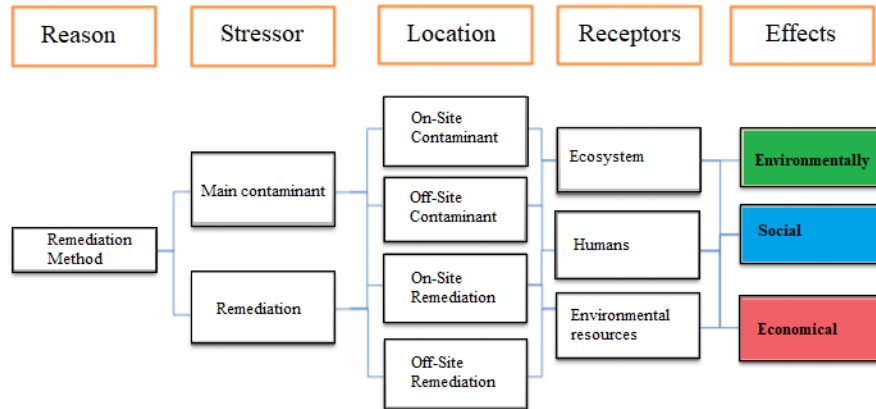 Reason
Stressor
Location
Receptors
Effects
Remediation
Method
Main contaminant
Remediation
On-Site
Contaminant
Off-Site
Contaminant
On-Site
Remediation
Off-Site
Remediation
Ecosystem
Humans
Environmental
resources
Environmentally
Social
Economical